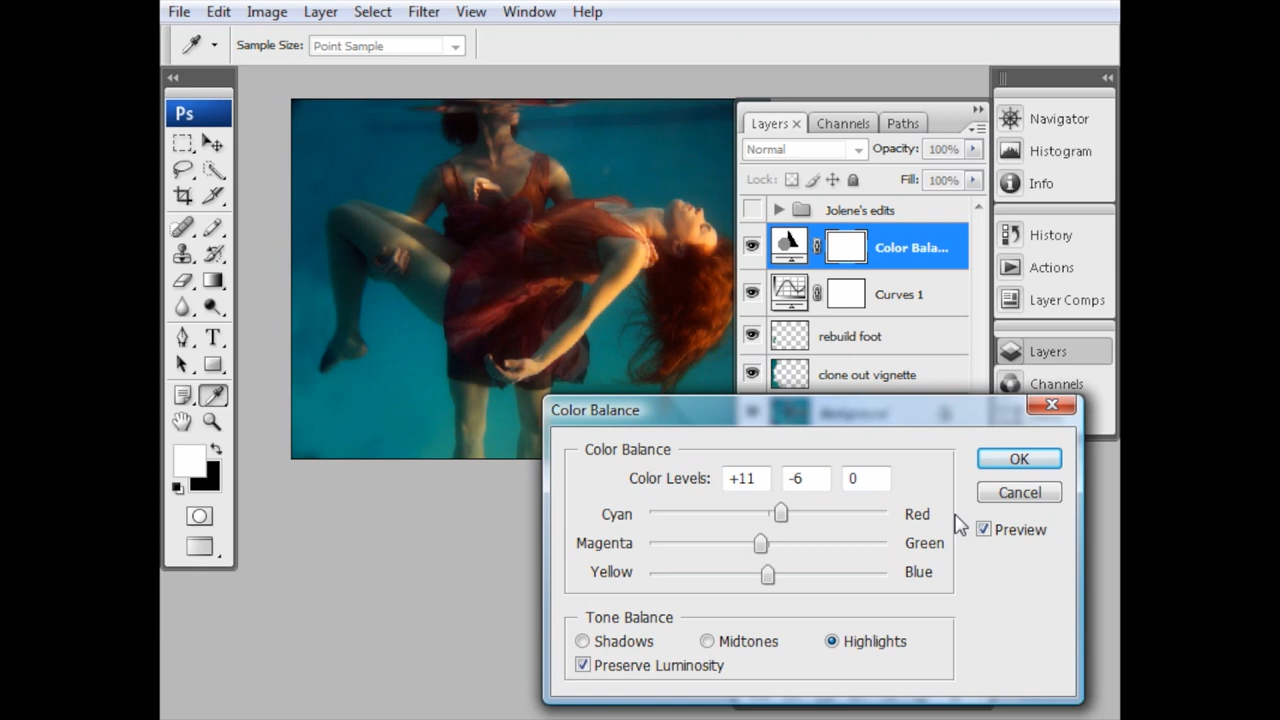 File Edit Image Layer Select Filter View Window Help
Sample Size: Point Sample
Ps
Layers × Channels Paths
Normal Opacity: 100%
Lock: Fill: 100%
Jolene's edits
Color Bala...
Curves 1
rebuild foot
clone out vignette
Background
Navigator
Histogram
Info
History
Actions
Layer Comps
Layers
Channels
Color Balance
Color Balance
Color Levels: +11 -6 0
Cyan Red
Magenta Green
Yellow Blue
Tone Balance
Shadows Midtones Highlights
Preserve Luminosity
OK
Cancel
Preview